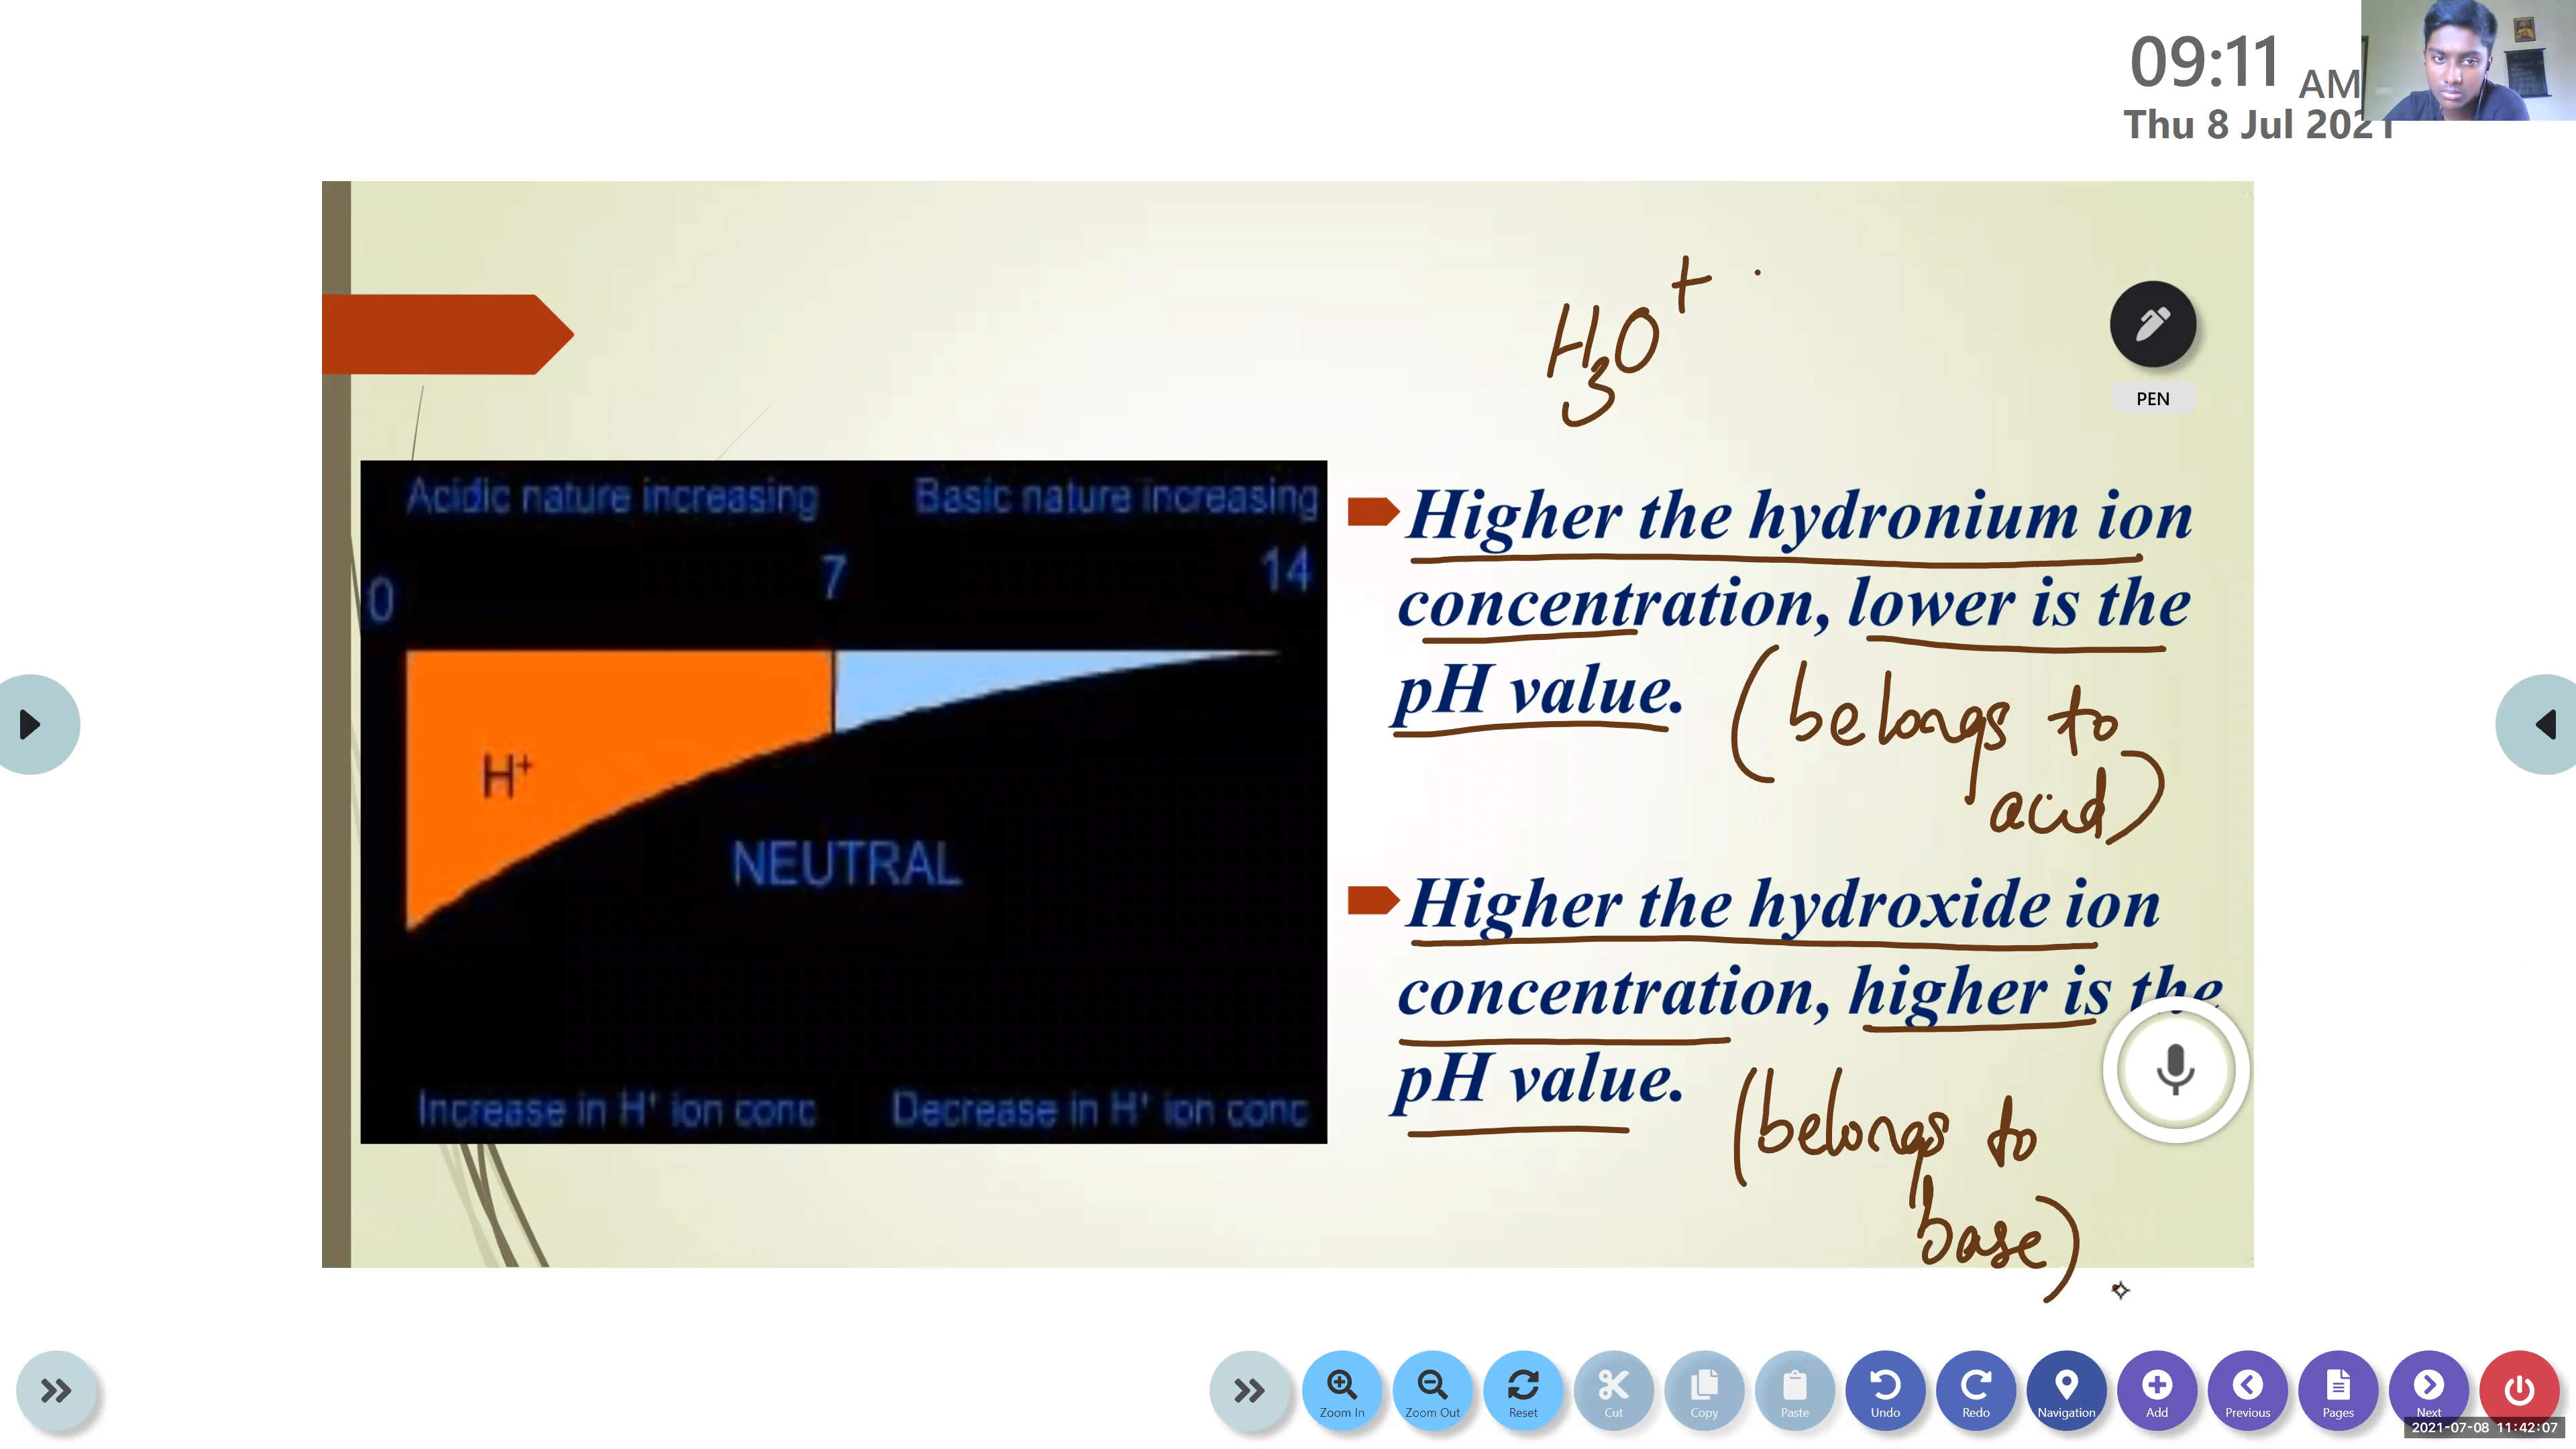 09:11 AM
Thu 8 Jul 2021
H₃O⁺
PEN
Acidic nature increasing
Basic nature increasing
0
7
14
H⁺
NEUTRAL
Increase in H⁺ ion conc
Decrease in H⁺ ion conc
Higher the hydronium ion
concentration, lower is the
pH value.
(belongs to
acid)
Higher the hydroxide ion
concentration, higher is the
pH value.
(belongs to
base)
Zoom In
Zoom Out
Reset
Cut
Copy
Paste
Undo
Redo
Navigation
Add
Previous
Pages
Next
2021-07-08 11:42:07